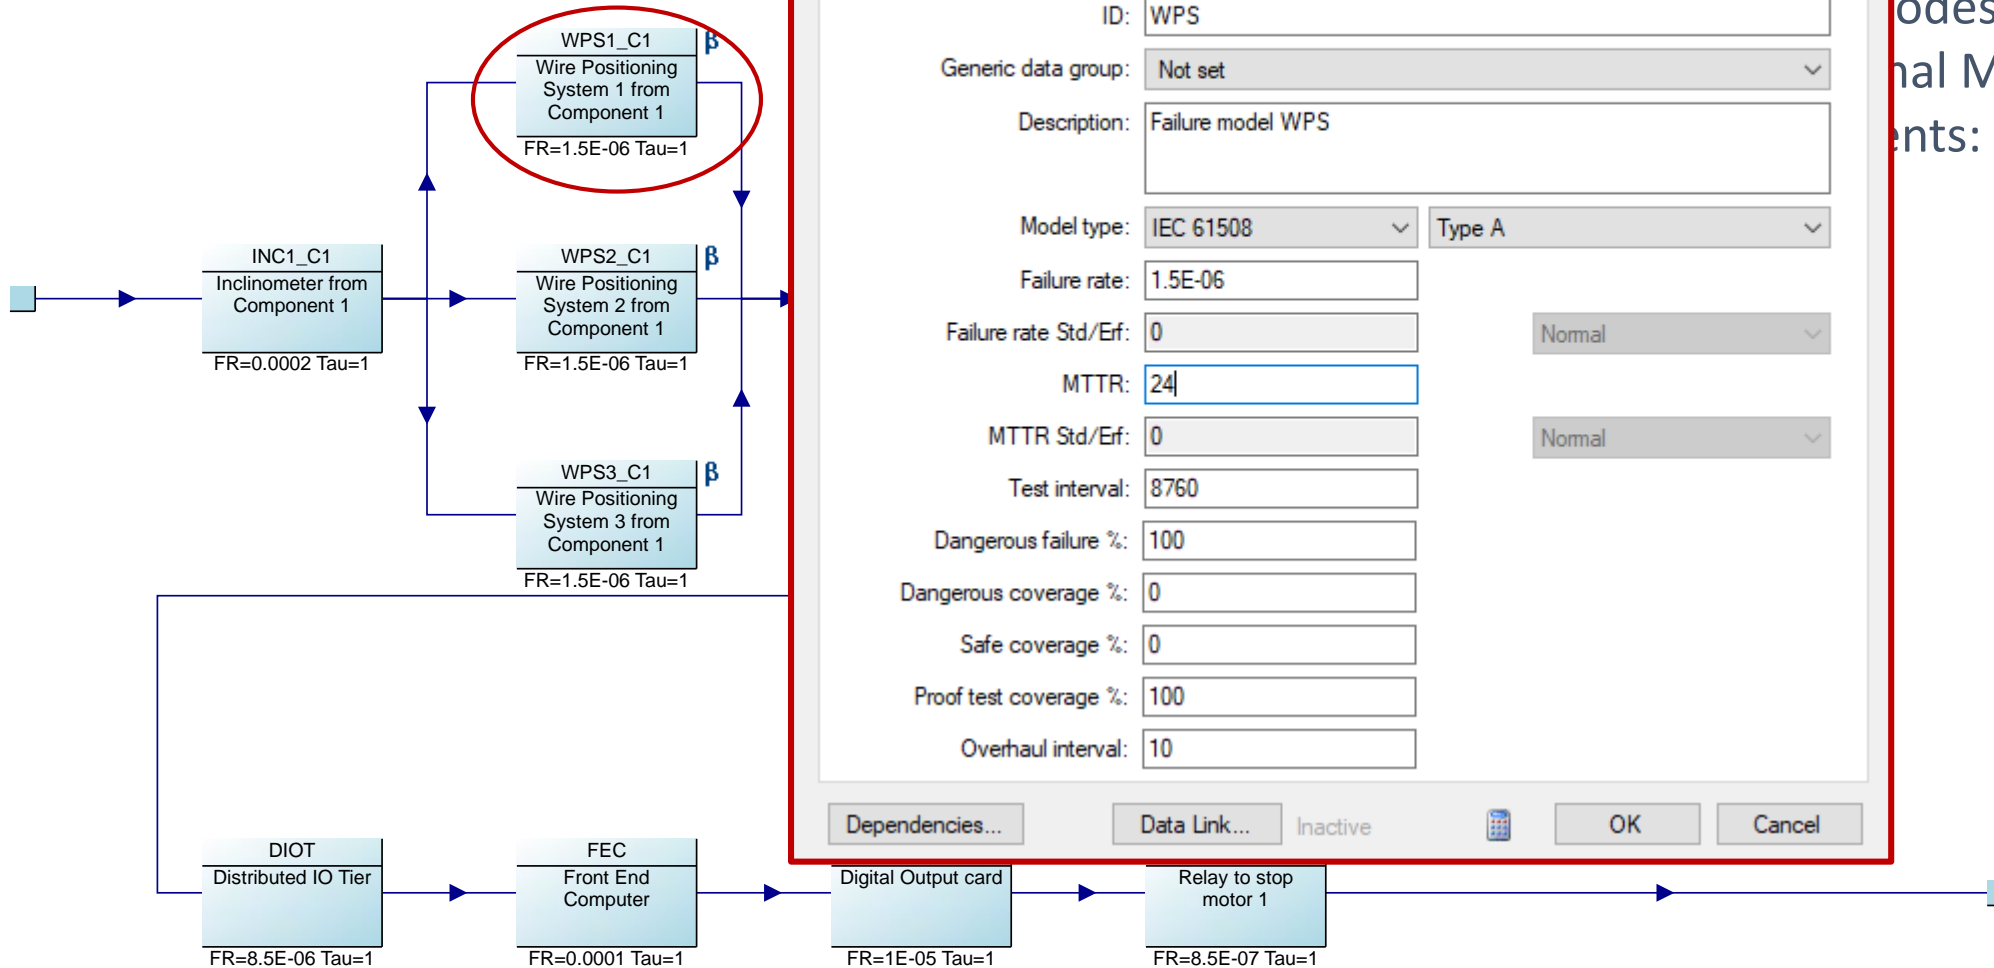 WPS1_C1
β
Wire Positioning
System 1 from
Component 1
FR=1.5E-06 Tau=1
INC1_C1
Inclinometer from
Component 1
FR=0.0002 Tau=1
WPS2_C1
β
Wire Positioning
System 2 from
Component 1
FR=1.5E-06 Tau=1
WPS3_C1
β
Wire Positioning
System 3 from
Component 1
FR=1.5E-06 Tau=1
ID: WPS
Generic data group: Not set
Description: Failure model WPS
Model type: IEC 61508 Type A
Failure rate: 1.5E-06
Failure rate Std/Erf: 0 Normal
MTTR: 24
MTTR Std/Erf: 0 Normal
Test interval: 8760
Dangerous failure %: 100
Dangerous coverage %: 0
Safe coverage %: 0
Proof test coverage %: 100
Overhaul interval: 10
Dependencies... Data Link... Inactive OK Cancel
DIOT
Distributed IO Tier
FR=8.5E-06 Tau=1
FEC
Front End
Computer
FR=0.0001 Tau=1
Digital Output card
FR=1E-05 Tau=1
Relay to stop
motor 1
FR=8.5E-07 Tau=1